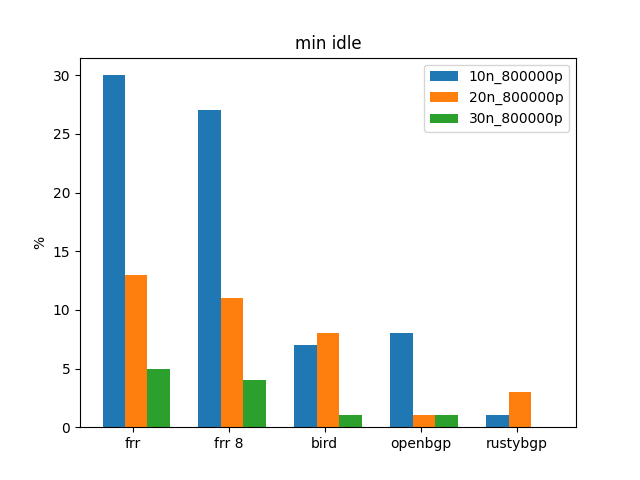 min idle
10n_800000p
20n_800000p
30n_800000p
%
30
25
20
15
10
5
0
frr
frr 8
bird
openbgp
rustybgp